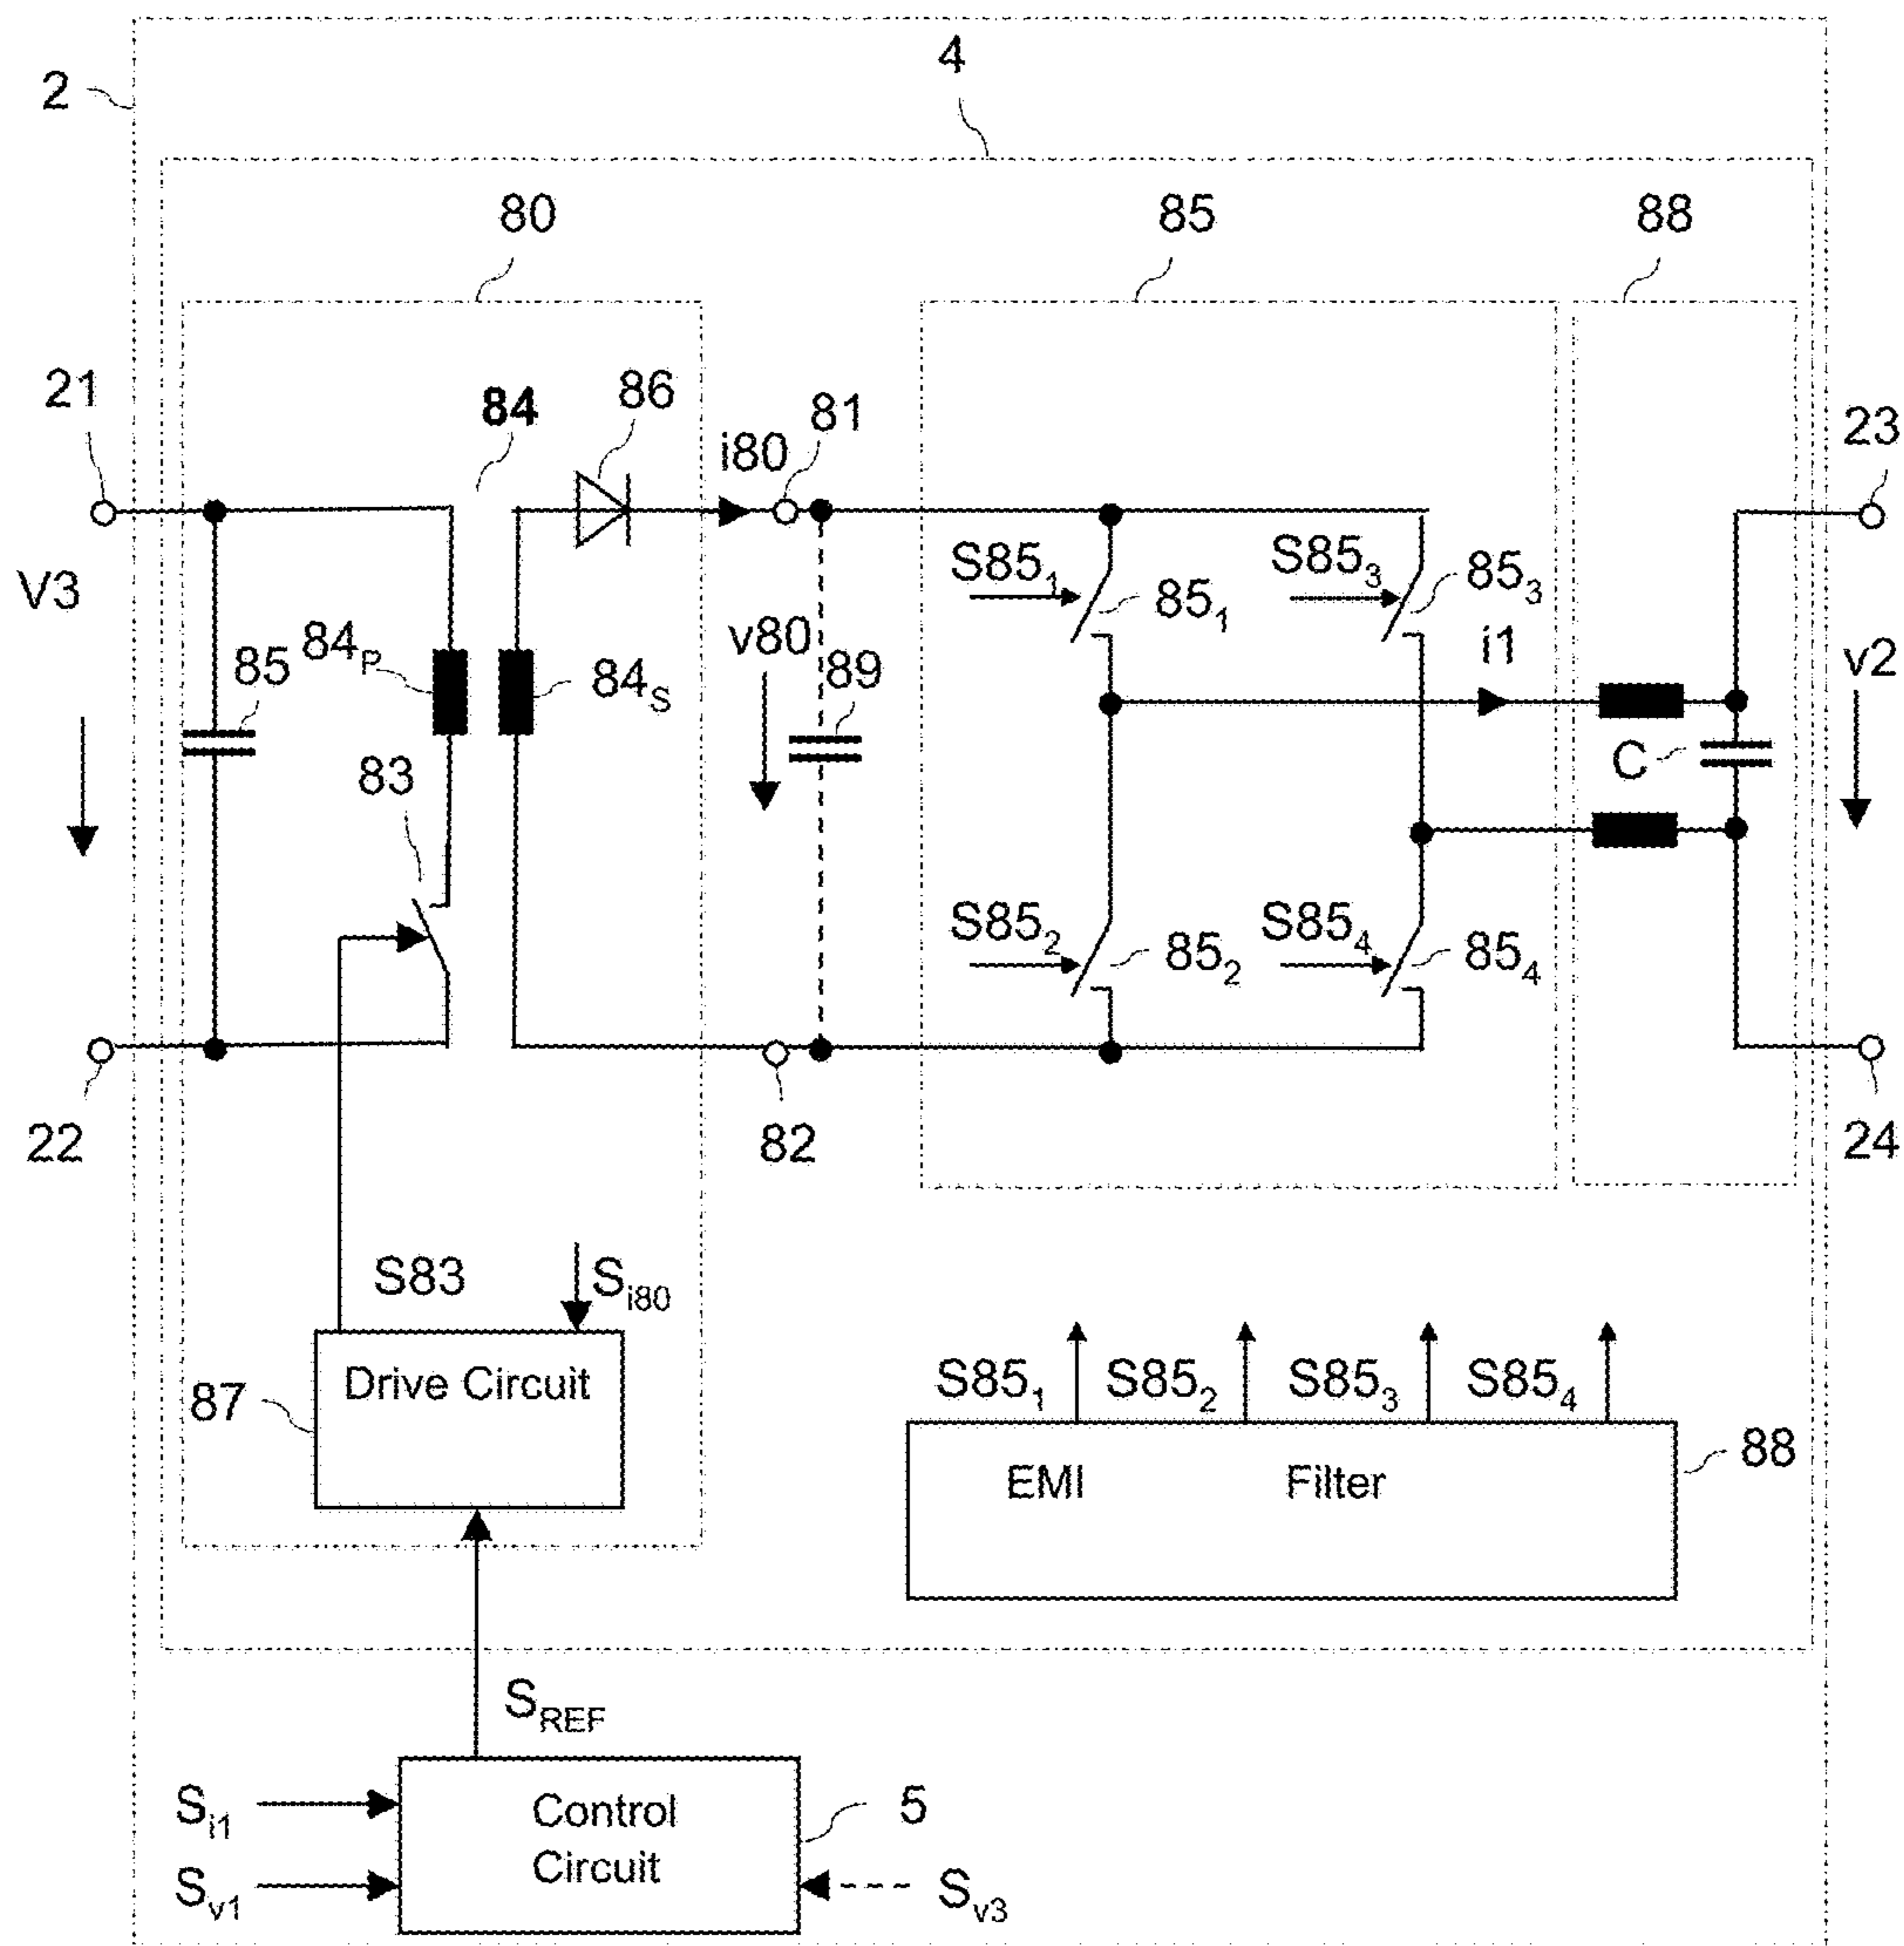 4
2
80
85
88
21
84
86
i80
81
23
V3
S85₁
85₁
S85₃
85₃
84P
85
84S
v80
89
i1
v2
C
83
S85₂
85₂
S85₄
85₄
22
82
24
S83
Si80
Drive Circuit
87
S85₁
S85₂
S85₃
S85₄
EMI Filter
88
SREF
Si1
Control
Circuit
5
Sv1
Sv3